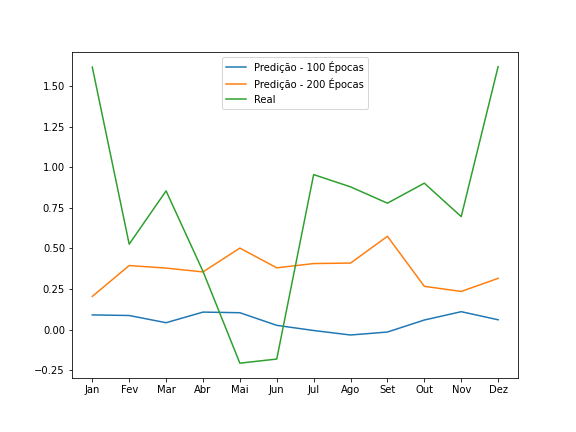 Predição - 100 Épocas
Predição - 200 Épocas
Real
1.50
1.25
1.00
0.75
0.50
0.25
0.00
−0.25
Jan Fev Mar Abr Mai Jun Jul Ago Set Out Nov Dez